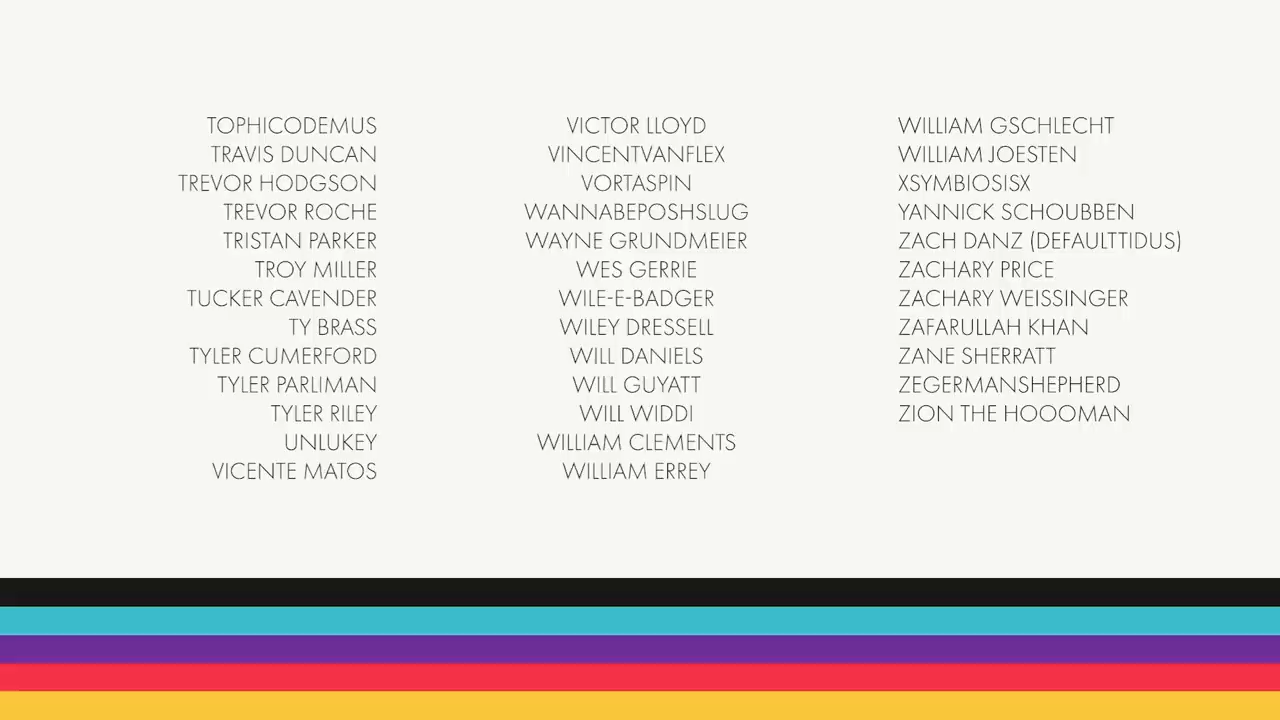 TOPHICODEMUS
TRAVIS DUNCAN
TREVOR HODGSON
TREVOR ROCHE
TRISTAN PARKER
TROY MILLER
TUCKER CAVENDER
TY BRASS
TYLER CUMERFORD
TYLER PARLIMAN
TYLER RILEY
UNLUKEY
VICENTE MATOS
VICTOR LLOYD
VINCENTVANFLEX
VORTASPIN
WANNABEPOSHSLUG
WAYNE GRUNDMEIER
WES GERRIE
WILE-E-BADGER
WILEY DRESSELL
WILL DANIELS
WILL GUYATT
WILL WIDDI
WILLIAM CLEMENTS
WILLIAM ERREY
WILLIAM GSCHLECHT
WILLIAM JOESTEN
XSYMBIOSISX
YANNICK SCHOUBBEN
ZACH DANZ (DEFAULTTIDUS)
ZACHARY PRICE
ZACHARY WEISSINGER
ZAFARULLAH KHAN
ZANE SHERRATT
ZEGERMANSHEPHERD
ZION THE HOOOMAN